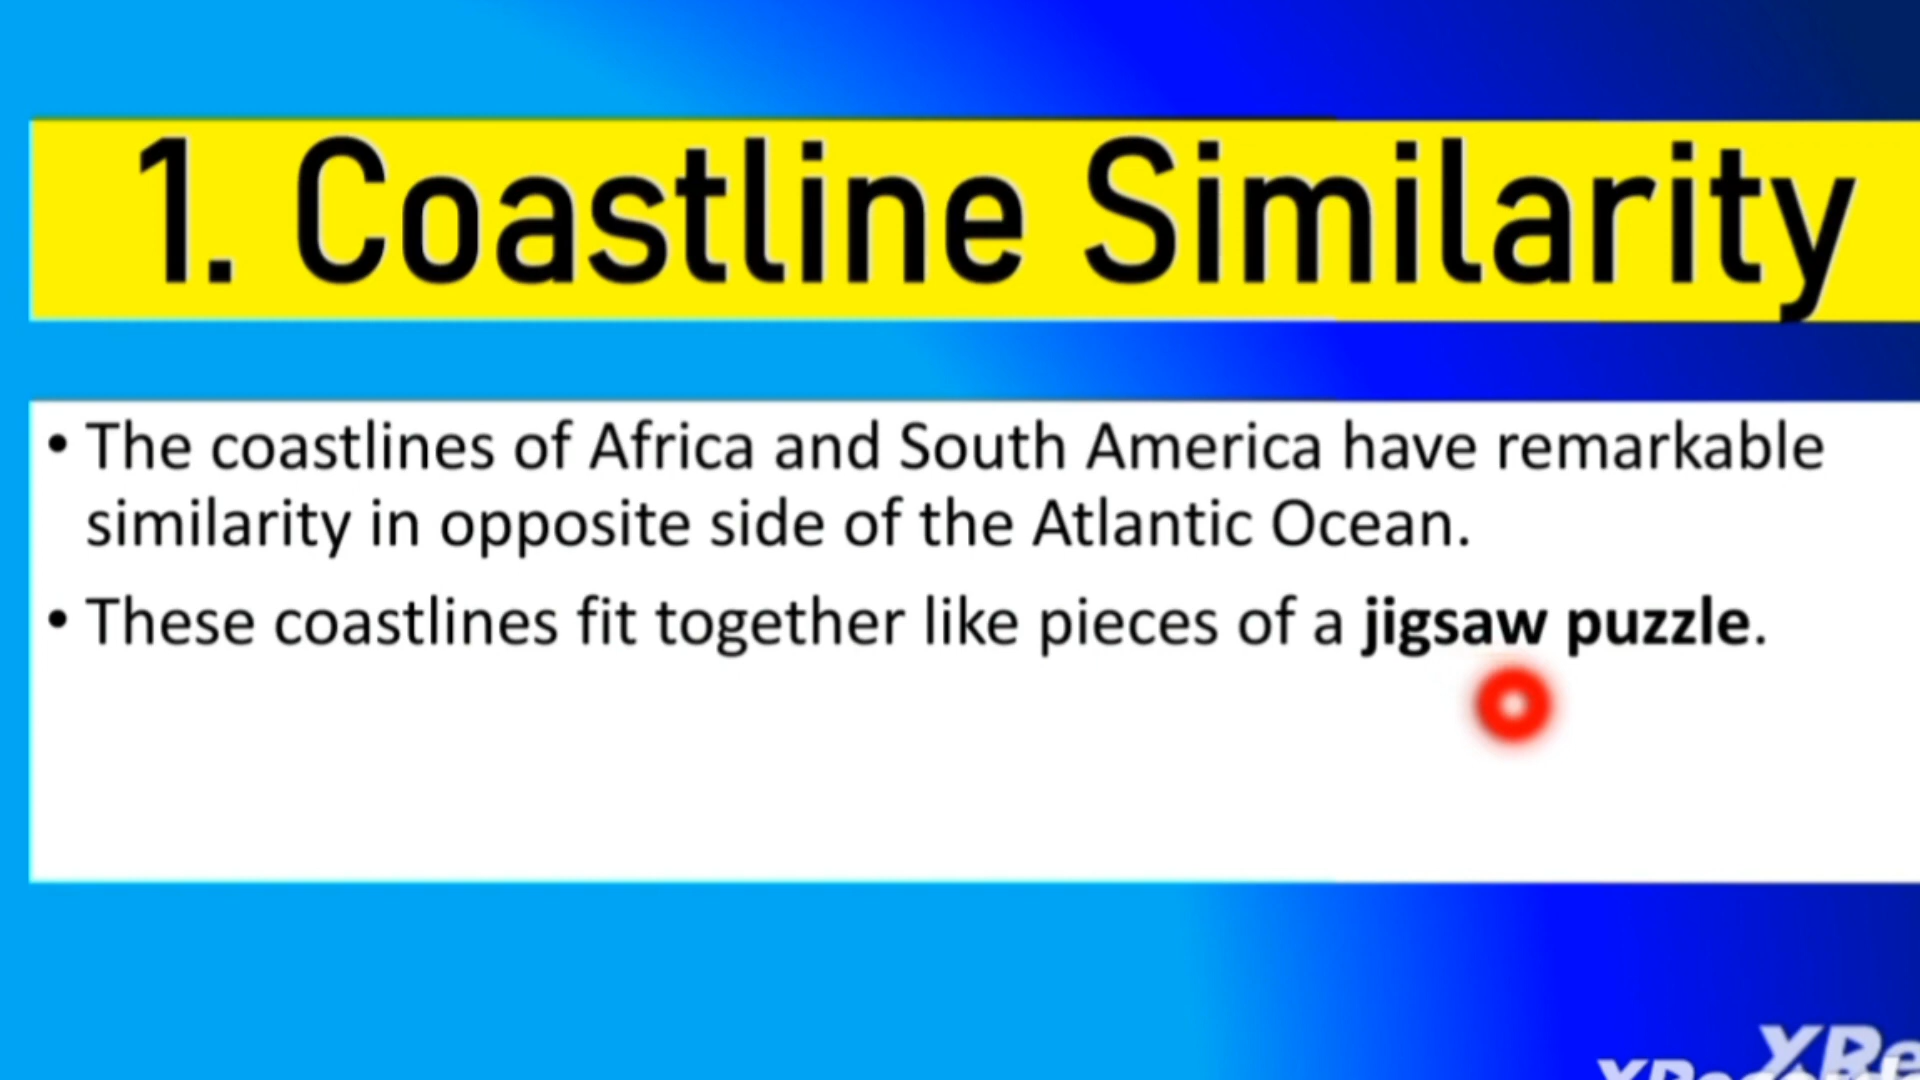 1. Coastline Similarity
• The coastlines of Africa and South America have remarkable
similarity in opposite side of the Atlantic Ocean.
• These coastlines fit together like pieces of a jigsaw puzzle.